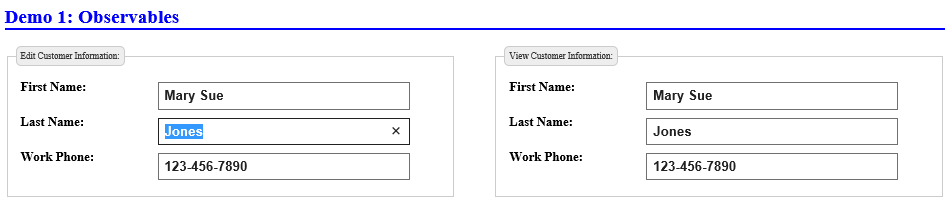 Demo 1: Observables
Edit Customer Information:
First Name: Mary Sue
Last Name: Jones ×
Work Phone: 123-456-7890
View Customer Information:
First Name: Mary Sue
Last Name: Jones
Work Phone: 123-456-7890